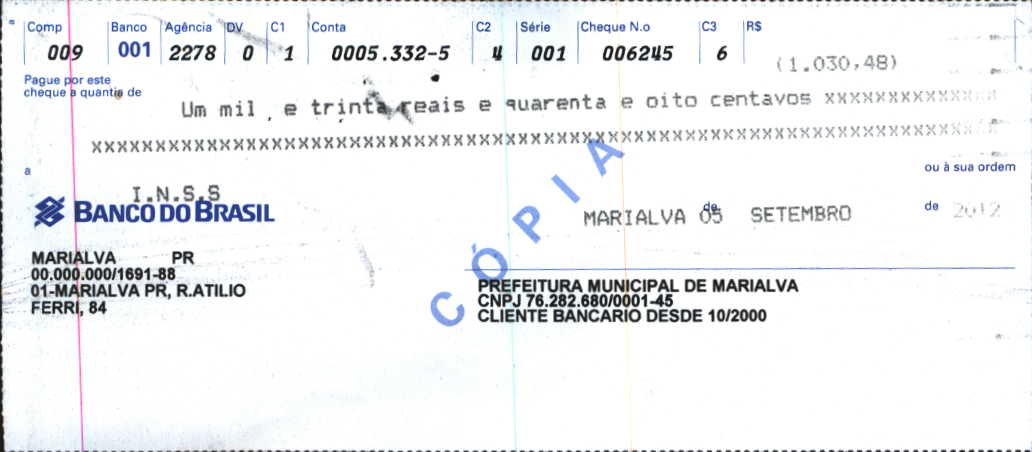 Comp Banco Agência DV C1 Conta C2 Série Cheque N.o C3 R$
009 001 2278 0 1 0005.332-5 4 001 006245 6 (1.030,48)
Pague por este
cheque a quantia de
Um mil , e trinta reais e quarenta e oito centavos XXXXXXXXXXXXXX
XXXXXXXXXXXXXXXXXXXXXXXXXXXXXXXXXXXXXXXXXXXXXXXXXXXXXXXXXXXXXXXXXXXXXXXXXXXXXXXXXXX
a ou à sua ordem
I.N.S.S
BANCO DO BRASIL
MARIALVA 05 de SETEMBRO de 2012
MARIALVA PR
00.000.000/1691-88
01-MARIALVA PR, R.ATILIO
FERRI, 84
PREFEITURA MUNICIPAL DE MARIALVA
CNPJ 76.282.680/0001-45
CLIENTE BANCARIO DESDE 10/2000
CÓPIA